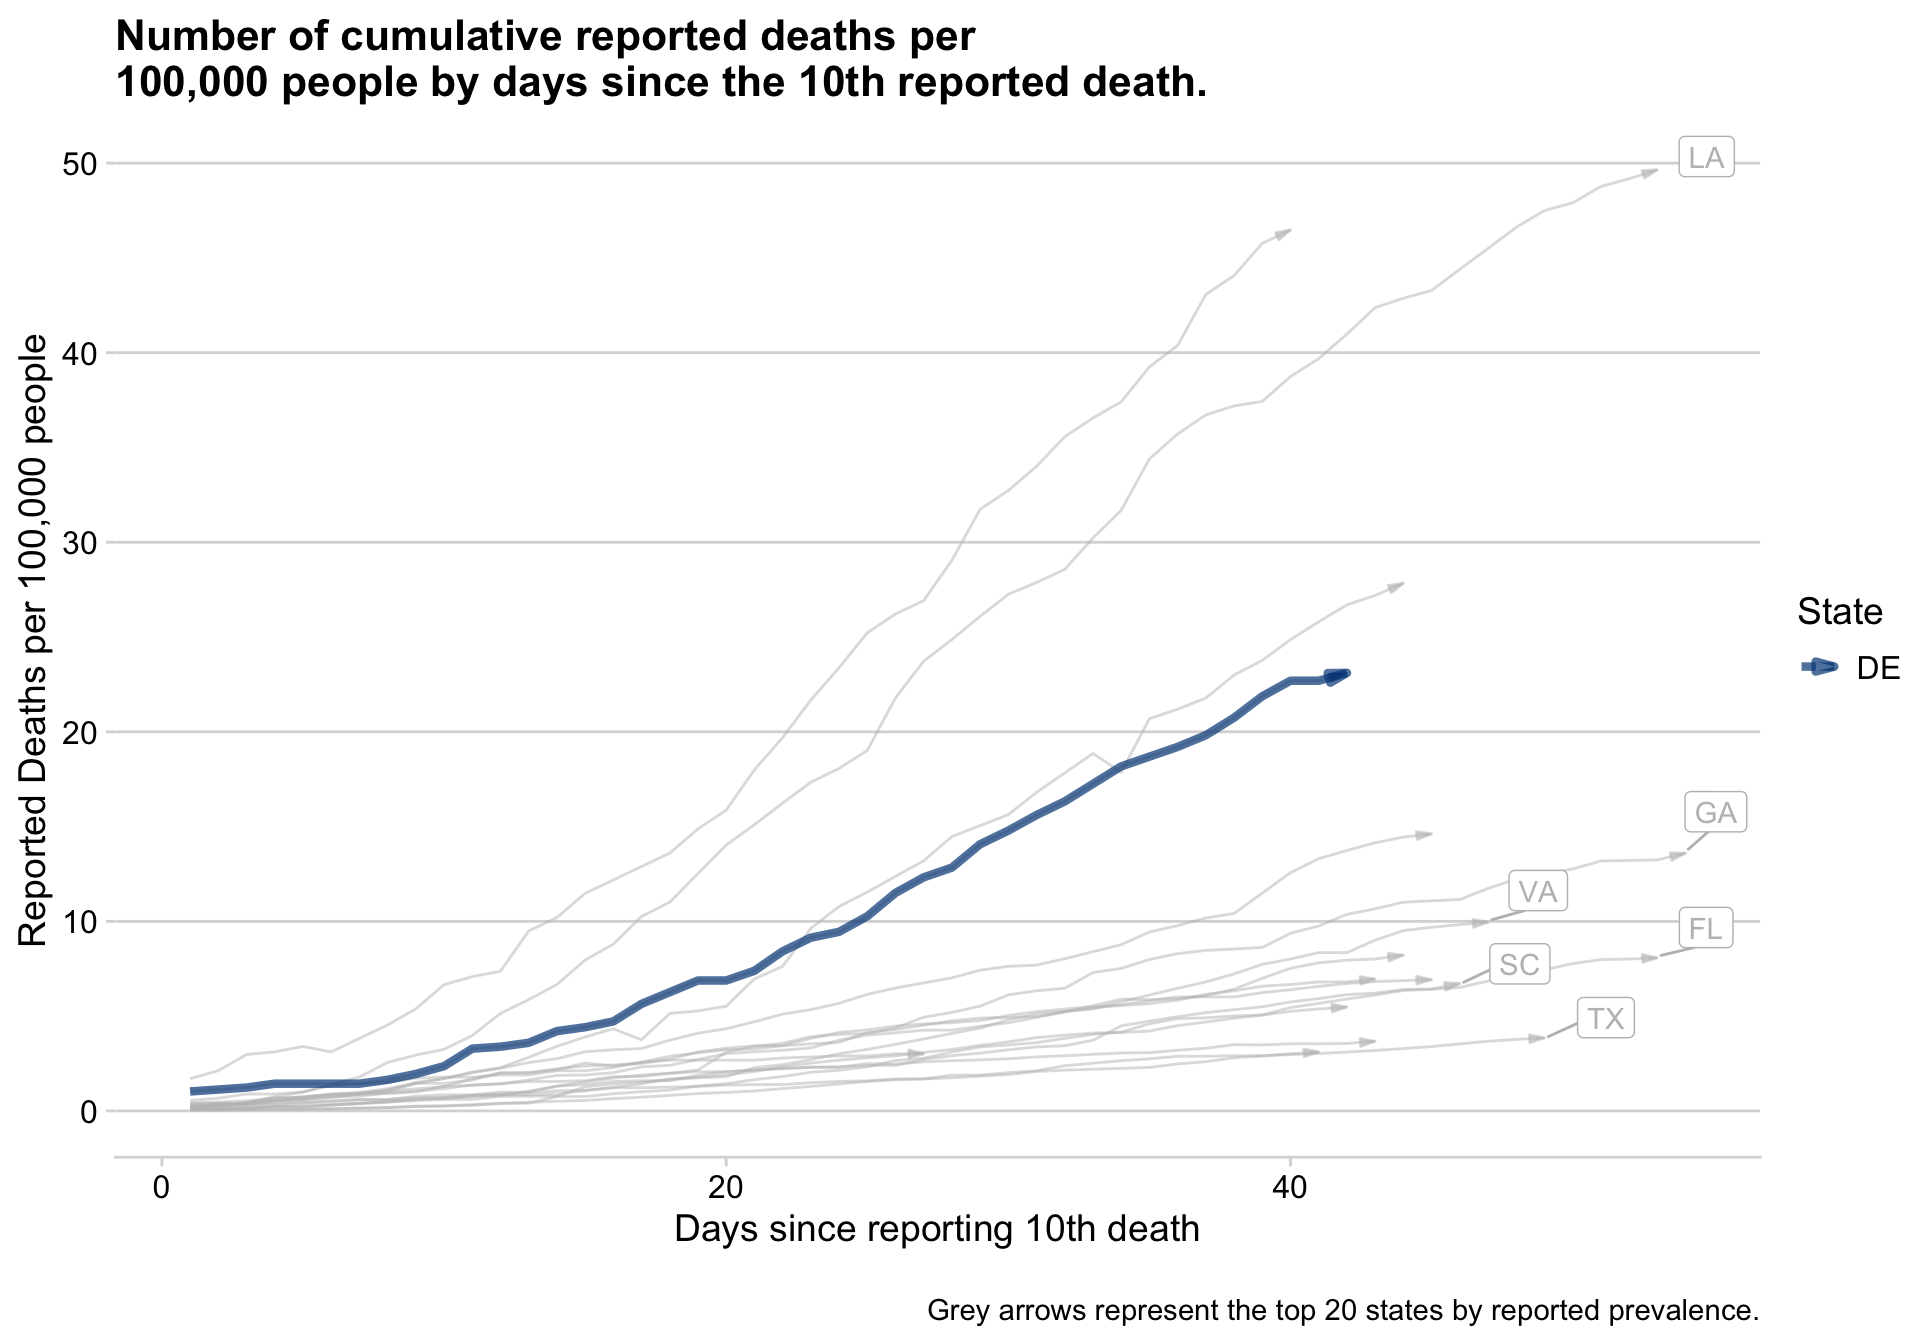 Number of cumulative reported deaths per
100,000 people by days since the 10th reported death.
Reported Deaths per 100,000 people
50
40
30
20
10
0
LA
GA
VA
FL
SC
TX
State
DE
0
20
40
Days since reporting 10th death
Grey arrows represent the top 20 states by reported prevalence.